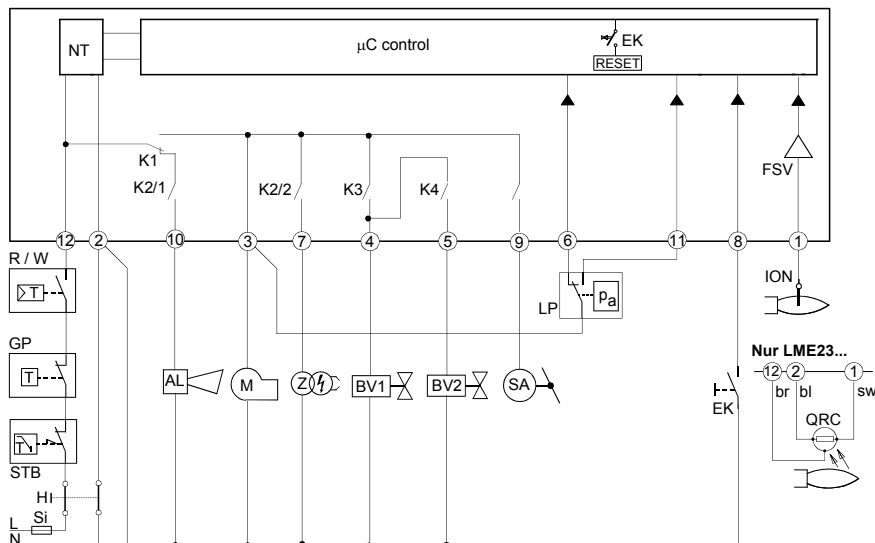 NT
µC control
EK
RESET
K1
K2/1
K2/2
K3
K4
FSV
12 2 10 3 7 4 5 9 6 11 8 1
R / W
T
LP
pa
ION
GP
T
AL
M
Z
BV1
BV2
SA
EK
Nur LME23...
12 2 1
br bl sw
QRC
T
STB
H
L
Si
N